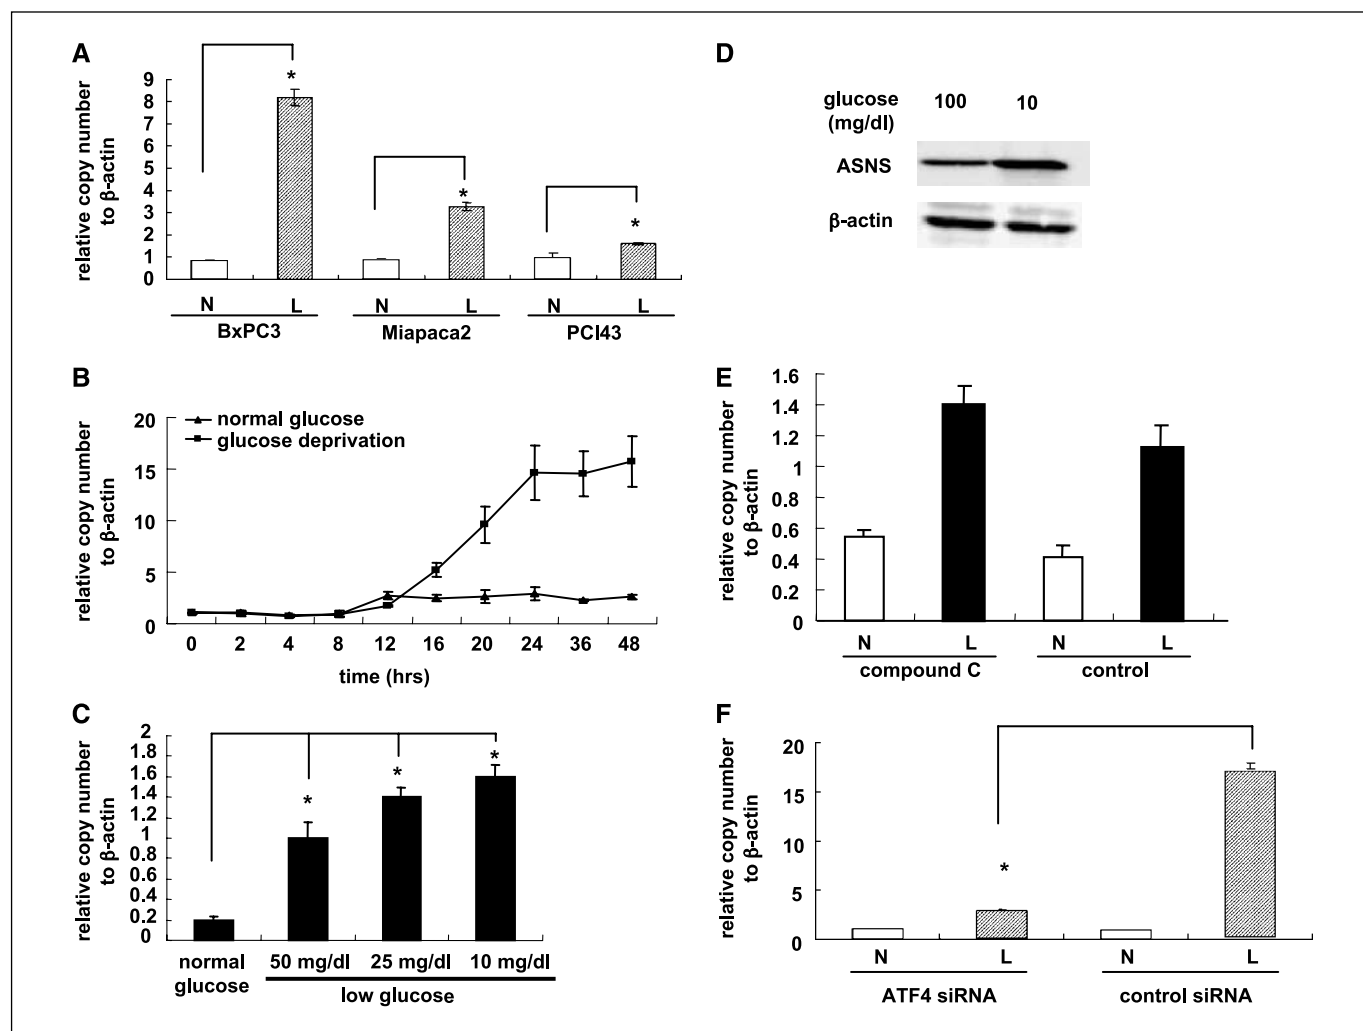 A
relative copy number
to β-actin
9
8
7
6
5
4
3
2
1
0
*
*
*
N L N L N L
BxPC3 Miapaca2 PCI43
B
relative copy number
to β-actin
normal glucose
glucose deprivation
20
15
10
5
0
0 2 4 8 12 16 20 24 36 48
time (hrs)
C
relative copy number
to β-actin
2
1.8
1.6
1.4
1.2
1
0.8
0.6
0.4
0.2
0
*
*
*
normal
glucose
50 mg/dl 25 mg/dl 10 mg/dl
low glucose
D
glucose
(mg/dl)
100 10
ASNS
β-actin
E
relative copy number
to β-actin
1.6
1.4
1.2
1
0.8
0.6
0.4
0.2
0
N L N L
compound C control
F
relative copy number
to β-actin
20
15
10
5
0
*
N L N L
ATF4 siRNA control siRNA